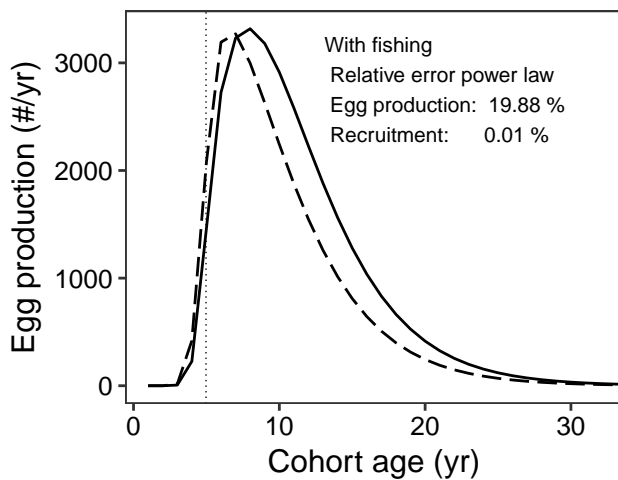 With fishing
Relative error power law
Egg production: 19.88 %
Recruitment: 0.01 %
Egg production (#/yr)
3000
2000
1000
0
0 10 20 30
Cohort age (yr)